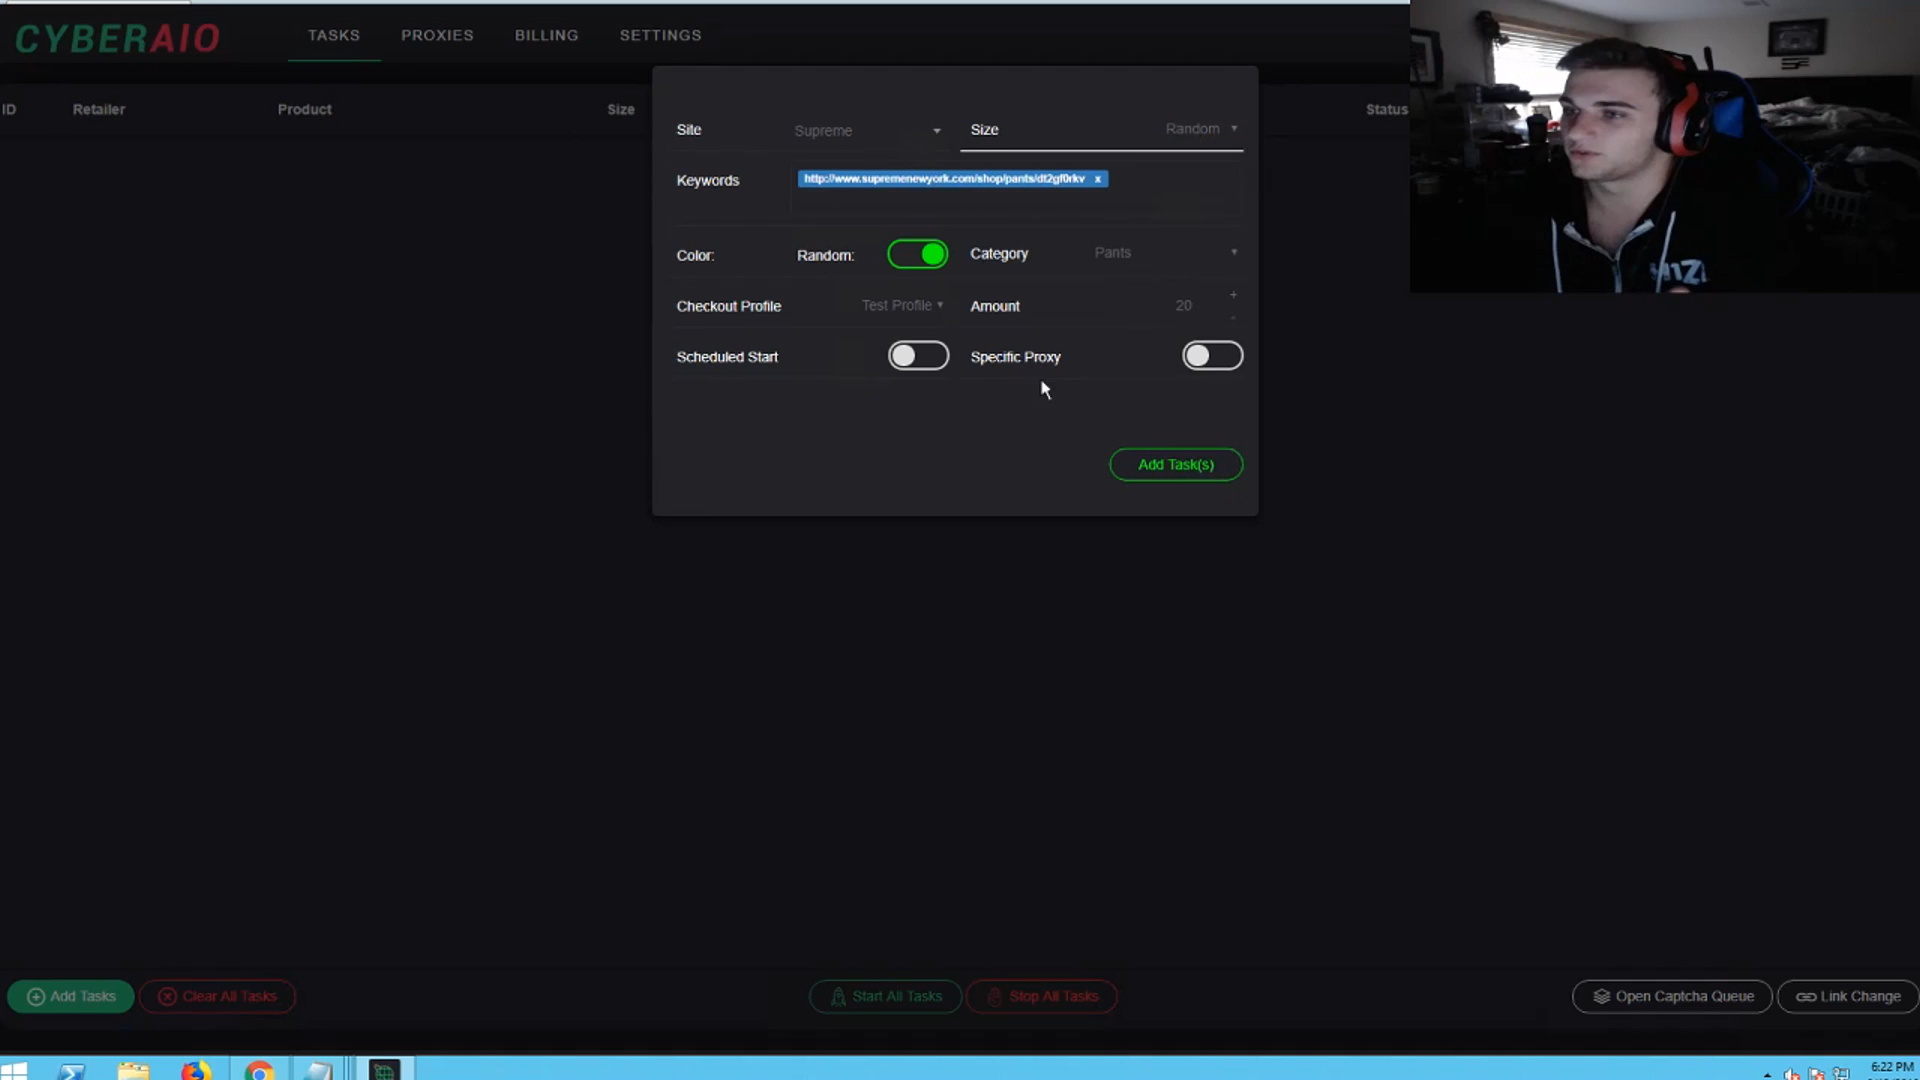 CYBERAIO
TASKS PROXIES BILLING SETTINGS
ID Retailer Product Size Status
Site Supreme Size Random
Keywords http://www.supremenewyork.com/shop/pants/dt2gf0rkv x
Color: Random: Category Pants
Checkout Profile Test Profile Amount 20 + -
Scheduled Start Specific Proxy
Add Task(s)
Add Tasks Clear All Tasks Start All Tasks Stop All Tasks Open Captcha Queue Link Change
6:22 PM